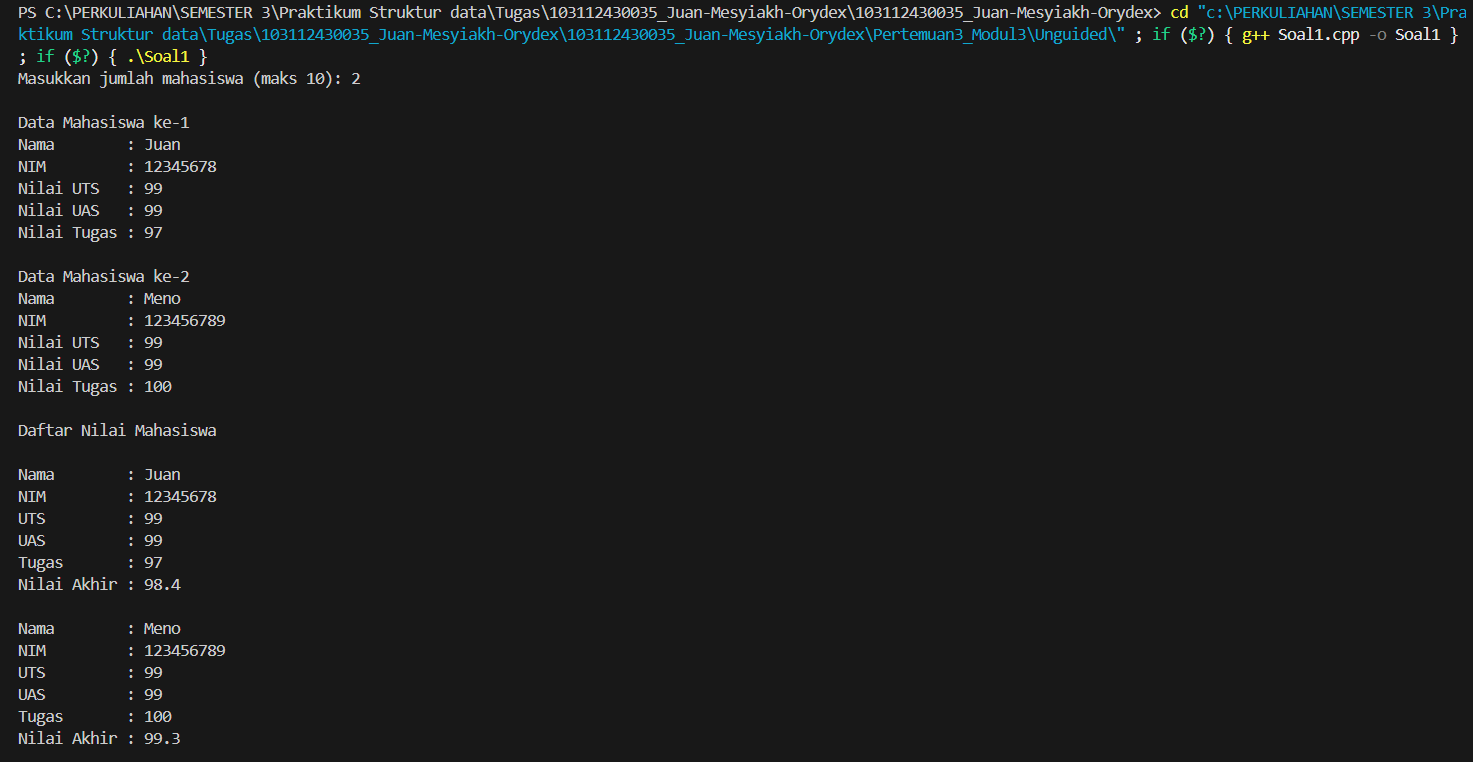 PS C:\PERKULIAHAN\SEMESTER 3\Praktikum Struktur data\Tugas\103112430035_Juan-Mesyiakh-Orydex\103112430035_Juan-Mesyiakh-Orydex> cd "c:\PERKULIAHAN\SEMESTER 3\Pra
ktikum Struktur data\Tugas\103112430035_Juan-Mesyiakh-Orydex\103112430035_Juan-Mesyiakh-Orydex\Pertemuan3_Modul3\Unguided\" ; if ($?) { g++ Soal1.cpp -o Soal1 }
; if ($?) { .\Soal1 }
Masukkan jumlah mahasiswa (maks 10): 2

Data Mahasiswa ke-1
Nama        : Juan
NIM         : 12345678
Nilai UTS   : 99
Nilai UAS   : 99
Nilai Tugas : 97

Data Mahasiswa ke-2
Nama        : Meno
NIM         : 123456789
Nilai UTS   : 99
Nilai UAS   : 99
Nilai Tugas : 100

Daftar Nilai Mahasiswa

Nama        : Juan
NIM         : 12345678
UTS         : 99
UAS         : 99
Tugas       : 97
Nilai Akhir : 98.4

Nama        : Meno
NIM         : 123456789
UTS         : 99
UAS         : 99
Tugas       : 100
Nilai Akhir : 99.3